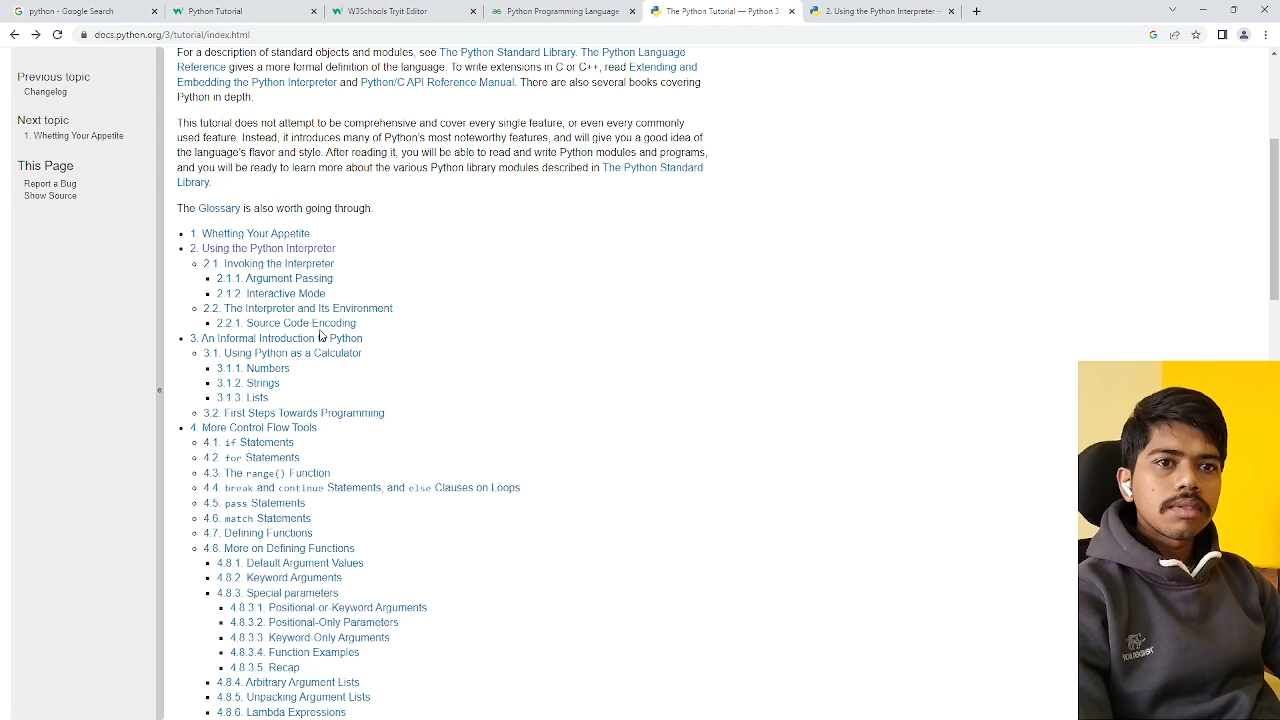 python - Google Search
Python Tutorial
W3Schools Tryit Editor
Python Programming Language
The Python Tutorial — Python 3.
2. Using the Python Interpreter —
docs.python.org/3/tutorial/index.html
For a description of standard objects and modules, see The Python Standard Library. The Python Language
Reference gives a more formal definition of the language. To write extensions in C or C++, read Extending and
Embedding the Python Interpreter and Python/C API Reference Manual. There are also several books covering
Python in depth.
This tutorial does not attempt to be comprehensive and cover every single feature, or even every commonly
used feature. Instead, it introduces many of Python's most noteworthy features, and will give you a good idea of
the language's flavor and style. After reading it, you will be able to read and write Python modules and programs,
and you will be ready to learn more about the various Python library modules described in The Python Standard
Library.
The Glossary is also worth going through.
Previous topic
Changelog
Next topic
1. Whetting Your Appetite
This Page
Report a Bug
Show Source
«
1. Whetting Your Appetite
2. Using the Python Interpreter
2.1. Invoking the Interpreter
2.1.1. Argument Passing
2.1.2. Interactive Mode
2.2. The Interpreter and Its Environment
2.2.1. Source Code Encoding
3. An Informal Introduction to Python
3.1. Using Python as a Calculator
3.1.1. Numbers
3.1.2. Strings
3.1.3. Lists
3.2. First Steps Towards Programming
4. More Control Flow Tools
4.1. if Statements
4.2. for Statements
4.3. The range() Function
4.4. break and continue Statements, and else Clauses on Loops
4.5. pass Statements
4.6. match Statements
4.7. Defining Functions
4.8. More on Defining Functions
4.8.1. Default Argument Values
4.8.2. Keyword Arguments
4.8.3. Special parameters
4.8.3.1. Positional-or-Keyword Arguments
4.8.3.2. Positional-Only Parameters
4.8.3.3. Keyword-Only Arguments
4.8.3.4. Function Examples
4.8.3.5. Recap
4.8.4. Arbitrary Argument Lists
4.8.5. Unpacking Argument Lists
4.8.6. Lambda Expressions